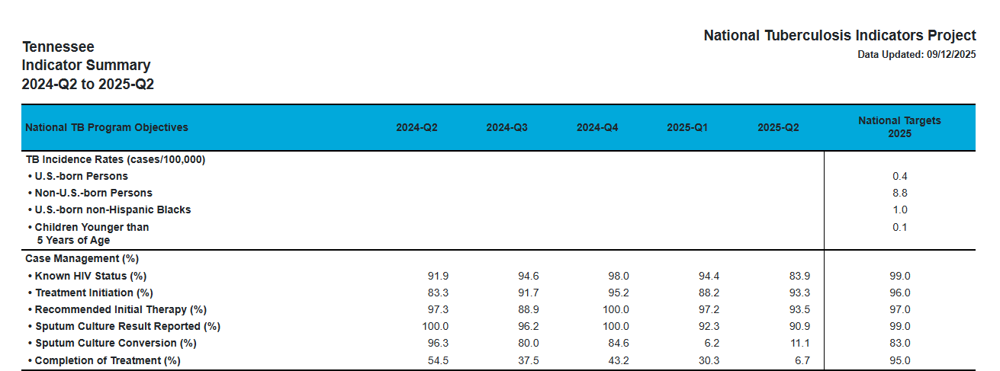 National Tuberculosis Indicators Project
Data Updated: 09/12/2025
Tennessee
Indicator Summary
2024-Q2 to 2025-Q2
National TB Program Objectives 2024-Q2 2024-Q3 2024-Q4 2025-Q1 2025-Q2 National Targets 2025
TB Incidence Rates (cases/100,000)
• U.S.-born Persons 0.4
• Non-U.S.-born Persons 8.8
• U.S.-born non-Hispanic Blacks 1.0
• Children Younger than 0.1
5 Years of Age
Case Management (%)
• Known HIV Status (%) 91.9 94.6 98.0 94.4 83.9 99.0
• Treatment Initiation (%) 83.3 91.7 95.2 88.2 93.3 96.0
• Recommended Initial Therapy (%) 97.3 88.9 100.0 97.2 93.5 97.0
• Sputum Culture Result Reported (%) 100.0 96.2 100.0 92.3 90.9 99.0
• Sputum Culture Conversion (%) 96.3 80.0 84.6 6.2 11.1 83.0
• Completion of Treatment (%) 54.5 37.5 43.2 30.3 6.7 95.0